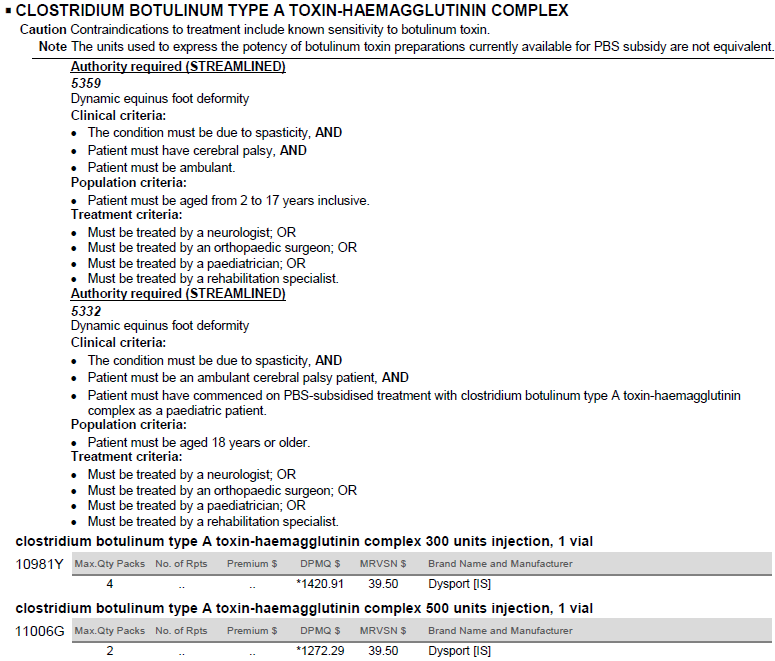 ▪ CLOSTRIDIUM BOTULINUM TYPE A TOXIN-HAEMAGGLUTININ COMPLEX
Caution Contraindications to treatment include known sensitivity to botulinum toxin.
Note The units used to express the potency of botulinum toxin preparations currently available for PBS subsidy are not equivalent.
Authority required (STREAMLINED)
5359
Dynamic equinus foot deformity
Clinical criteria:
• The condition must be due to spasticity, AND
• Patient must have cerebral palsy, AND
• Patient must be ambulant.
Population criteria:
• Patient must be aged from 2 to 17 years inclusive.
Treatment criteria:
• Must be treated by a neurologist; OR
• Must be treated by an orthopaedic surgeon; OR
• Must be treated by a paediatrician; OR
• Must be treated by a rehabilitation specialist.
Authority required (STREAMLINED)
5332
Dynamic equinus foot deformity
Clinical criteria:
• The condition must be due to spasticity, AND
• Patient must be an ambulant cerebral palsy patient, AND
• Patient must have commenced on PBS-subsidised treatment with clostridium botulinum type A toxin-haemagglutinin
complex as a paediatric patient.
Population criteria:
• Patient must be aged 18 years or older.
Treatment criteria:
• Must be treated by a neurologist; OR
• Must be treated by an orthopaedic surgeon; OR
• Must be treated by a paediatrician; OR
• Must be treated by a rehabilitation specialist.
clostridium botulinum type A toxin-haemagglutinin complex 300 units injection, 1 vial
10981Y Max.Qty Packs No. of Rpts Premium $ DPMQ $ MRVSN $ Brand Name and Manufacturer
4 .. .. *1420.91 39.50 Dysport [IS]
clostridium botulinum type A toxin-haemagglutinin complex 500 units injection, 1 vial
11006G Max.Qty Packs No. of Rpts Premium $ DPMQ $ MRVSN $ Brand Name and Manufacturer
2 .. .. *1272.29 39.50 Dysport [IS]